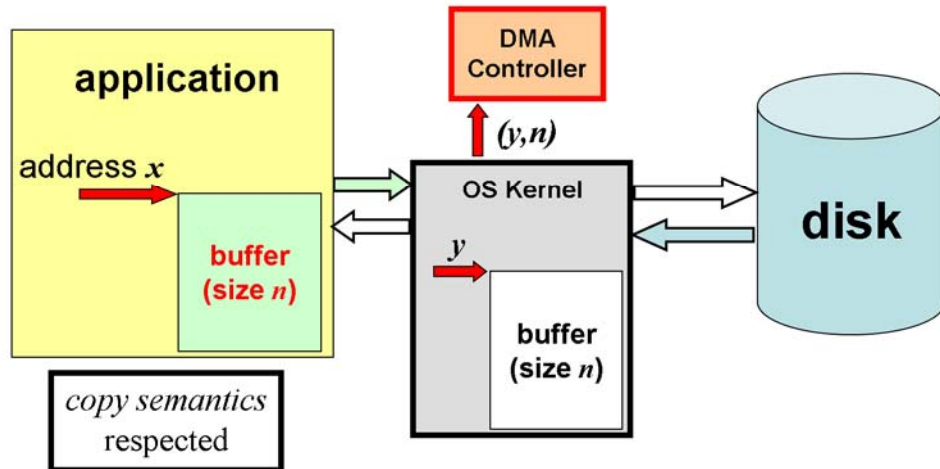 application
address x
buffer
(size n)
copy semantics
respected
DMA
Controller
(y,n)
OS Kernel
y
buffer
(size n)
disk